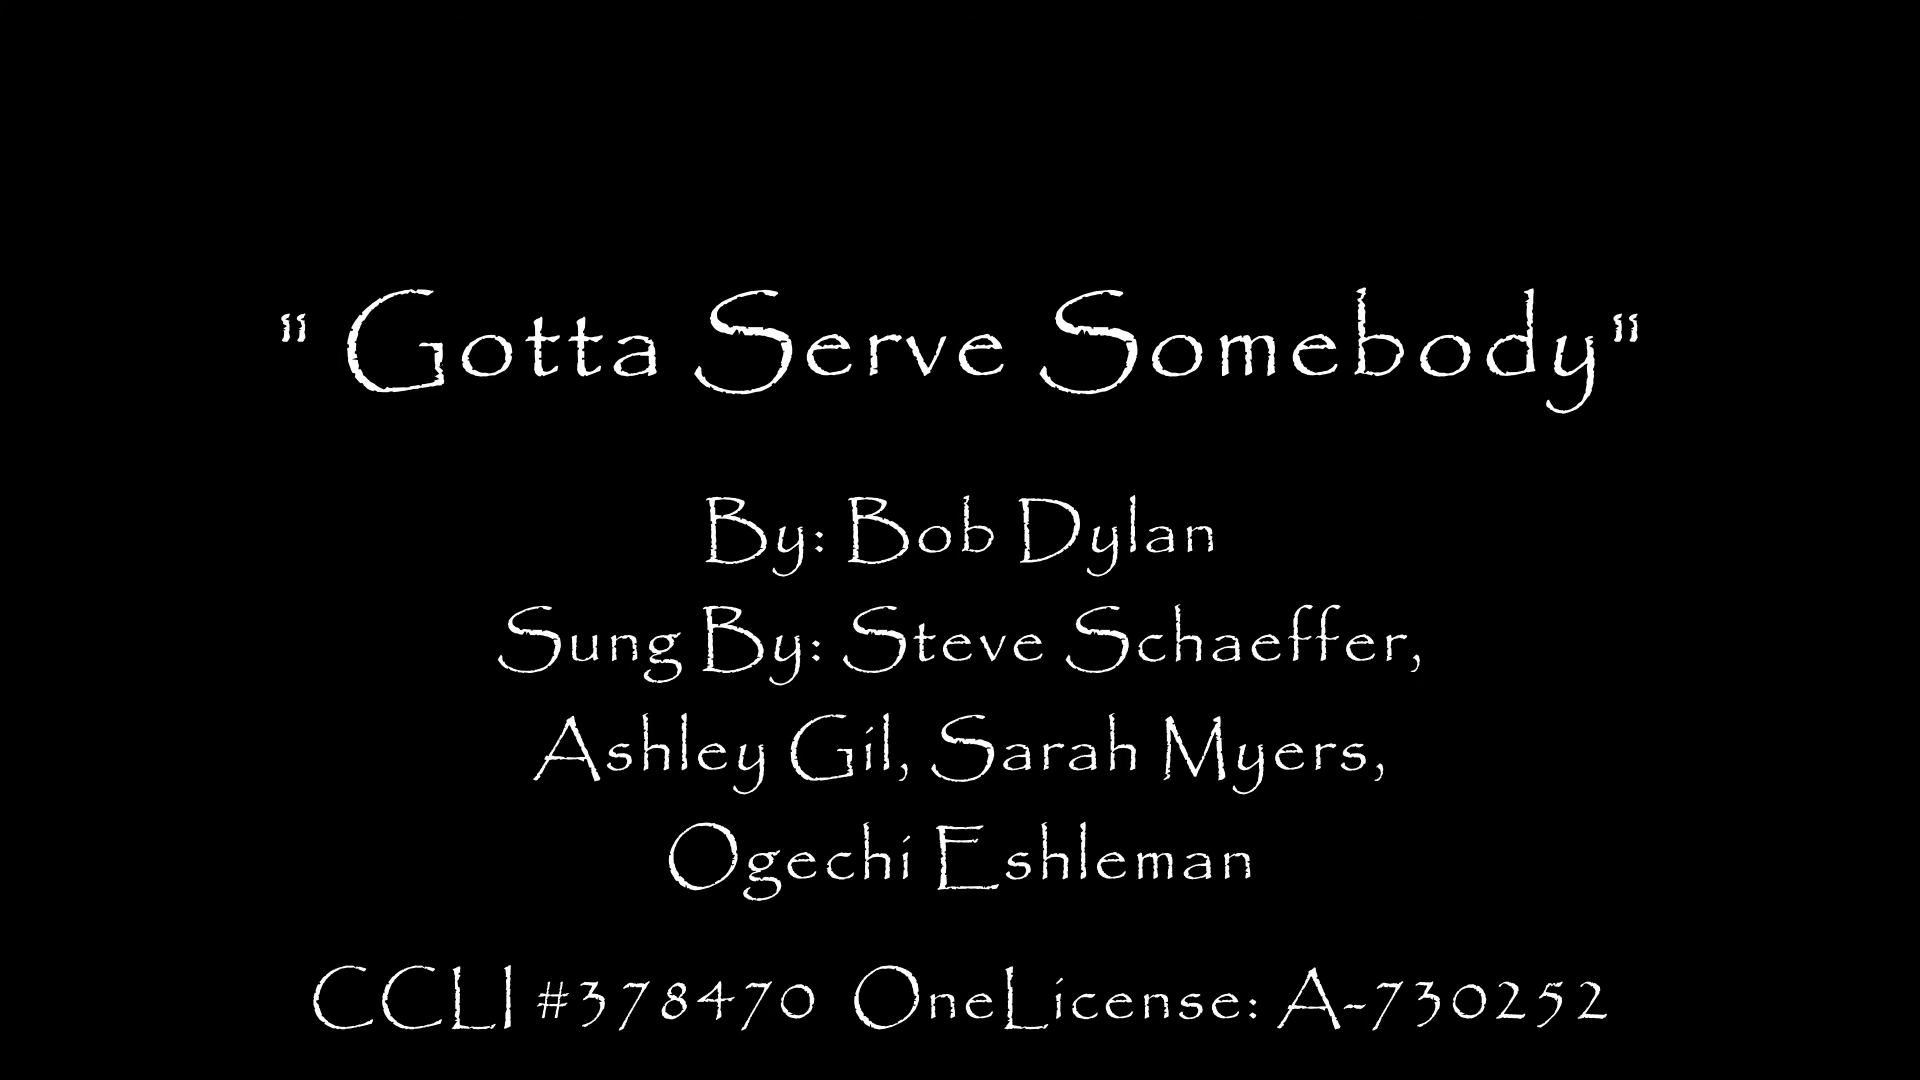 " Gotta Serve Somebody"
By: Bob Dylan
Sung By: Steve Schaeffer,
Ashley Gil, Sarah Myers,
Ogechi Eshleman
CCLI #378470 OneLicense: A-730252